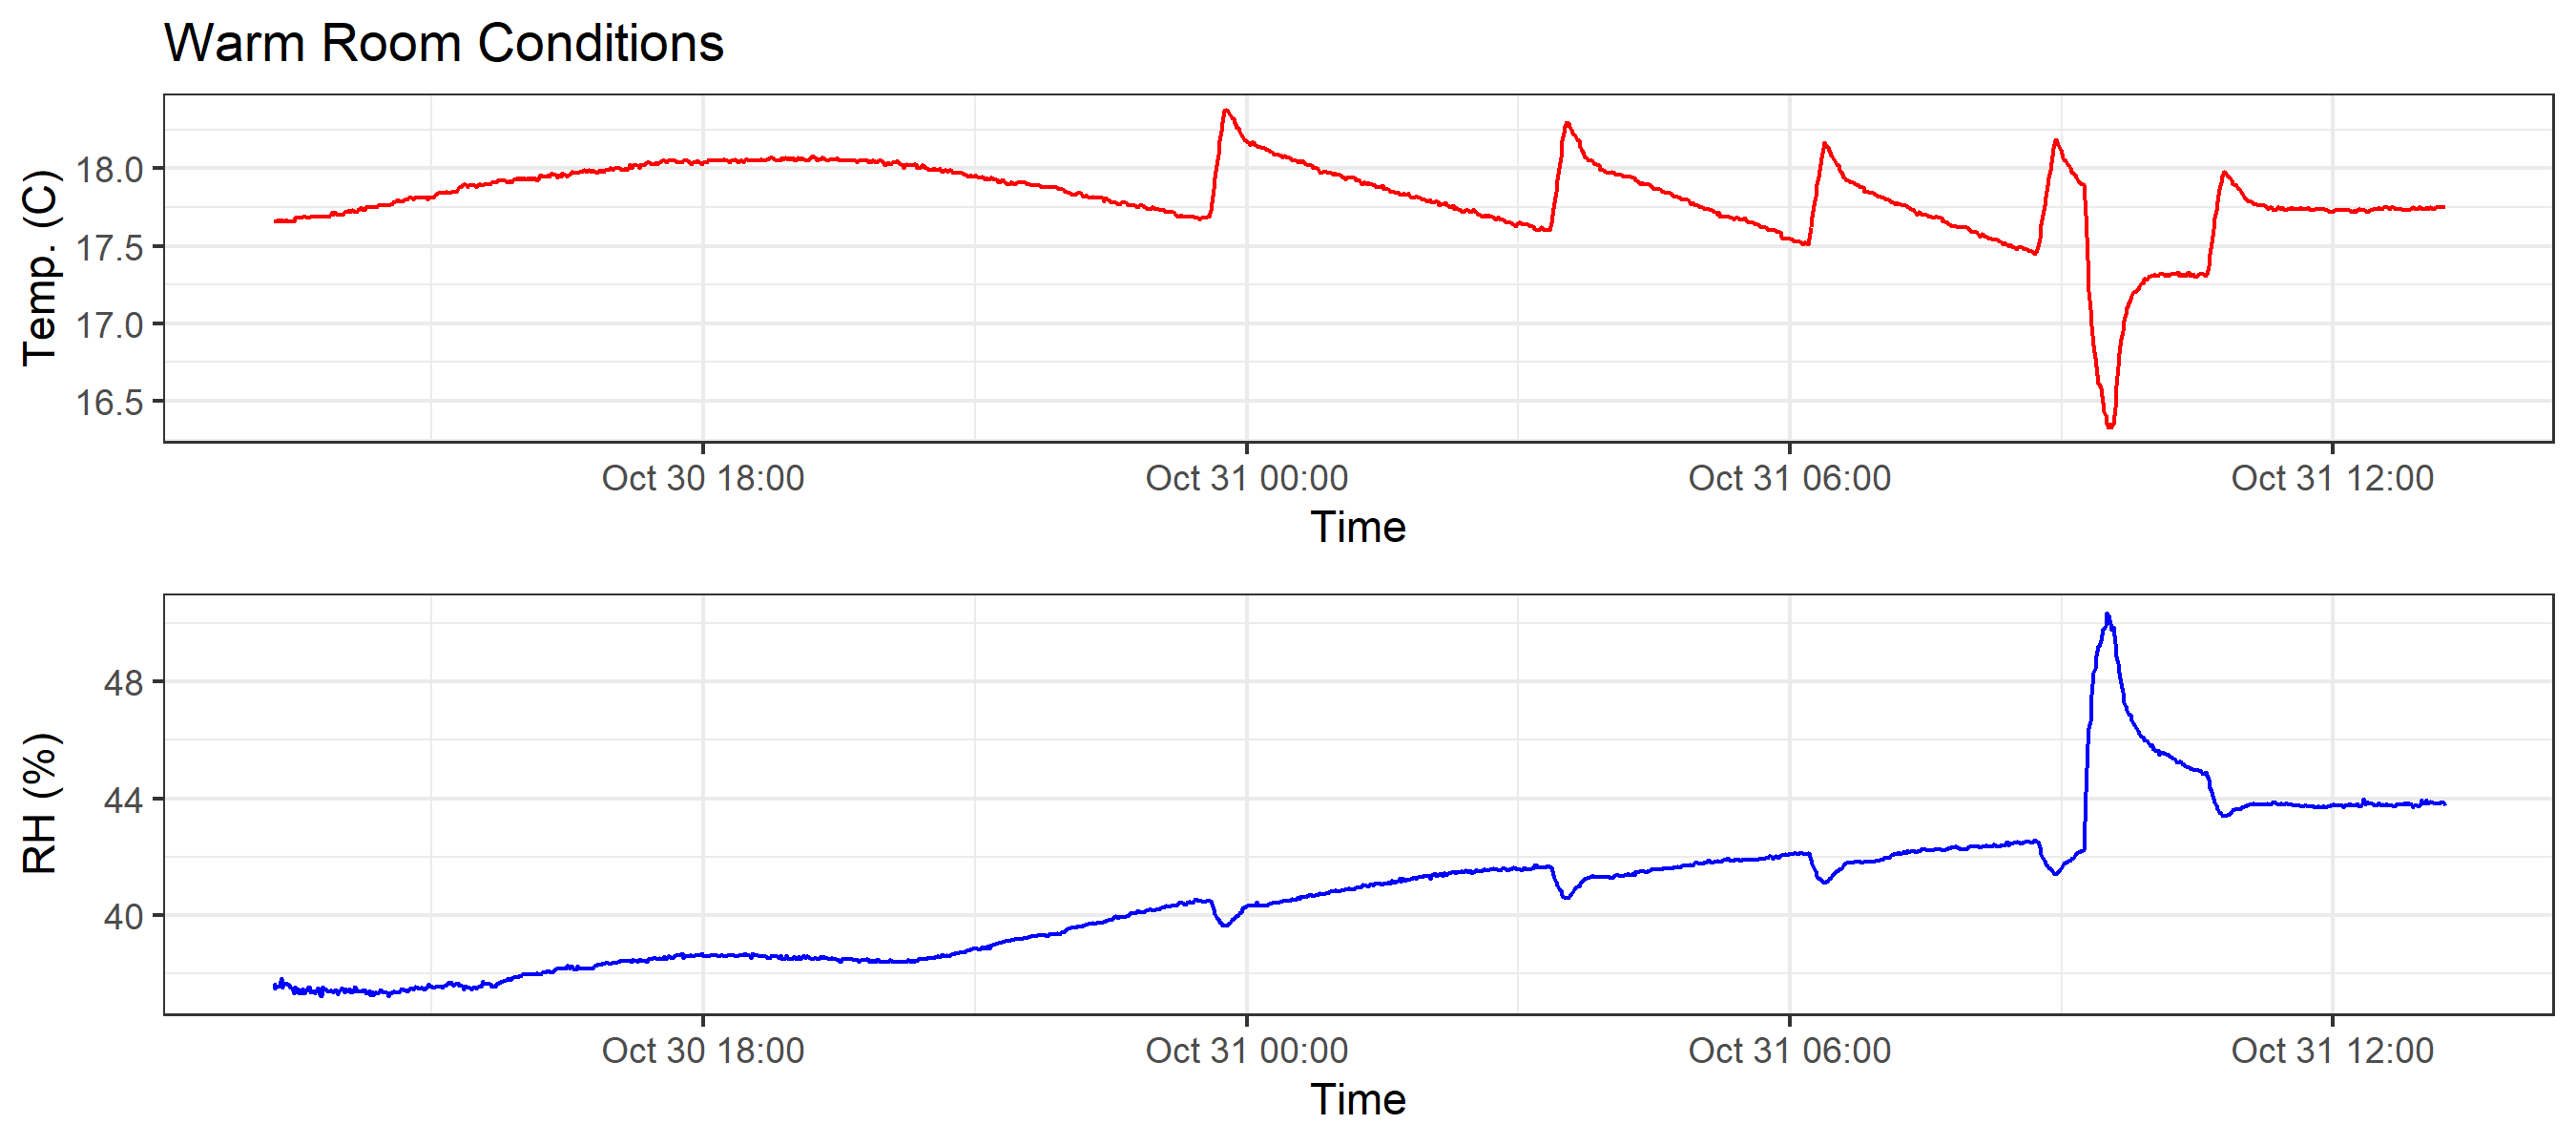 Warm Room Conditions
Temp. (C)
18.0
17.5
17.0
16.5
Oct 30 18:00 Oct 31 00:00 Oct 31 06:00 Oct 31 12:00
Time
RH (%)
48
44
40
Oct 30 18:00 Oct 31 00:00 Oct 31 06:00 Oct 31 12:00
Time